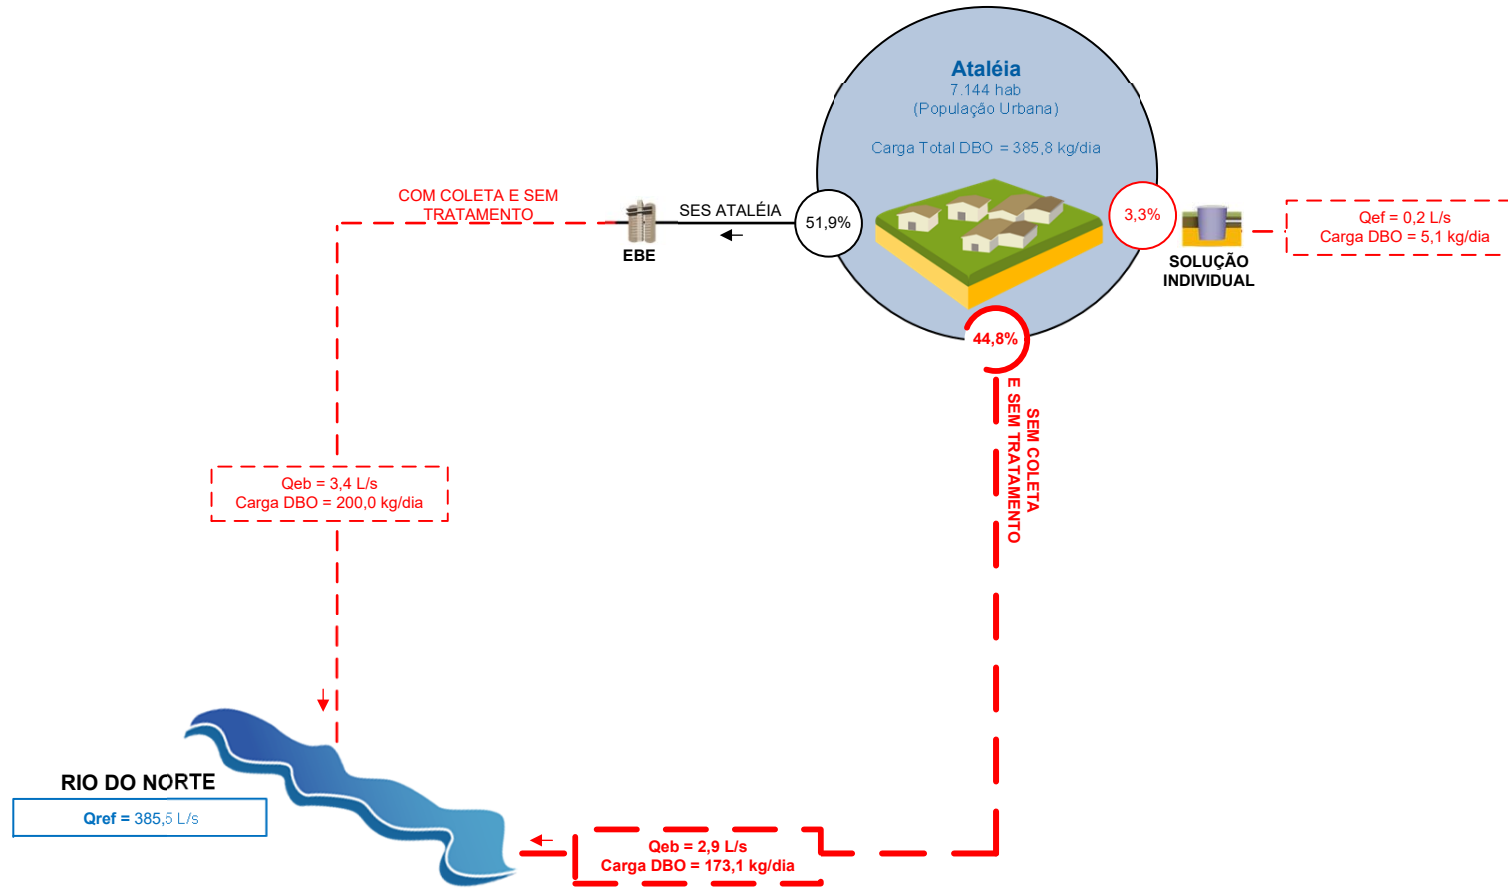 Ataléia
7.144 hab
(População Urbana)
Carga Total DBO = 385,8 kg/dia
COM COLETA E SEM
TRATAMENTO
SES ATALÉIA
51,9%
3,3%
EBE
SOLUÇÃO
INDIVIDUAL
Qef = 0,2 L/s
Carga DBO = 5,1 kg/dia
44,8%
SEM COLETA
E SEM TRATAMENTO
Qeb = 3,4 L/s
Carga DBO = 200,0 kg/dia
RIO DO NORTE
Qref = 385,5 L/s
Qeb = 2,9 L/s
Carga DBO = 173,1 kg/dia